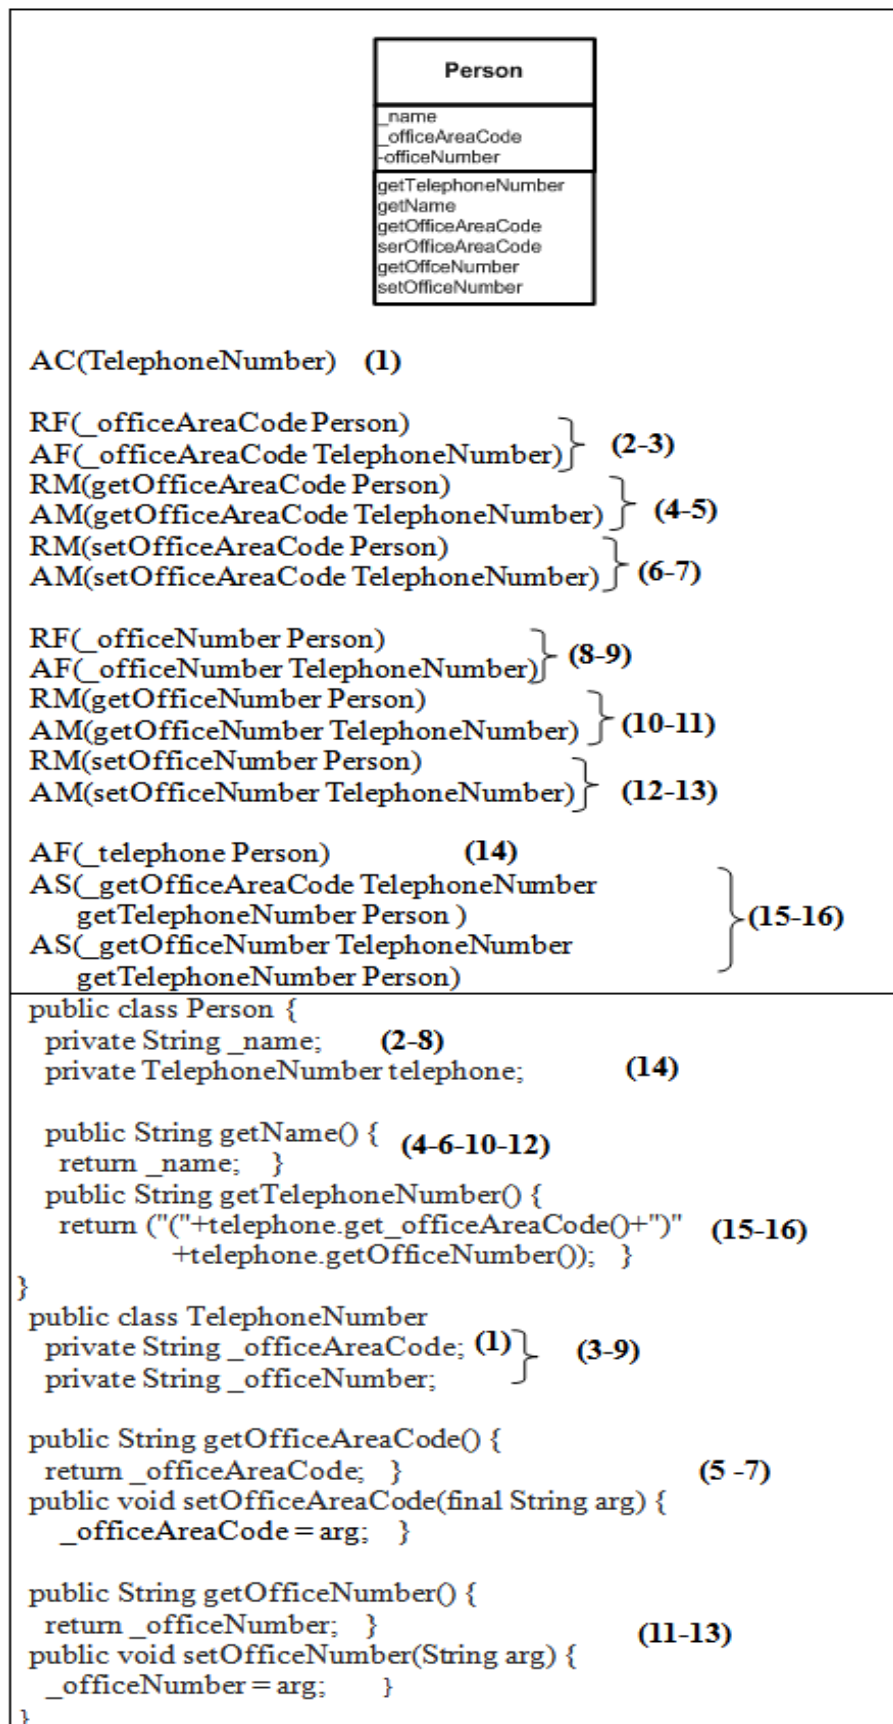 Person
_name
_officeAreaCode
-officeNumber
getTelephoneNumber
getName
getOfficeAreaCode
serOfficeAreaCode
getOffceNumber
setOfficeNumber
AC(TelephoneNumber) (1)
RF(_officeAreaCode Person)
AF(_officeAreaCode TelephoneNumber) (2-3)
RM(getOfficeAreaCode Person)
AM(getOfficeAreaCode TelephoneNumber) (4-5)
RM(setOfficeAreaCode Person)
AM(setOfficeAreaCode TelephoneNumber) (6-7)
RF(_officeNumber Person)
AF(_officeNumber TelephoneNumber) (8-9)
RM(getOfficeNumber Person)
AM(getOfficeNumber TelephoneNumber) (10-11)
RM(setOfficeNumber Person)
AM(setOfficeNumber TelephoneNumber) (12-13)
AF(_telephone Person) (14)
AS(_getOfficeAreaCode TelephoneNumber
getTelephoneNumber Person ) (15-16)
AS(_getOfficeNumber TelephoneNumber
getTelephoneNumber Person)
public class Person {
private String _name; (2-8)
private TelephoneNumber telephone; (14)
public String getName() { (4-6-10-12)
return _name; }
public String getTelephoneNumber() {
return ("("+telephone.get_officeAreaCode()+")" (15-16)
+telephone.getOfficeNumber()); }
}
public class TelephoneNumber
private String _officeAreaCode; (1) (3-9)
private String _officeNumber;
public String getOfficeAreaCode() {
return _officeAreaCode; } (5 -7)
public void setOfficeAreaCode(final String arg) {
_officeAreaCode = arg; }
public String getOfficeNumber() {
return _officeNumber; } (11-13)
public void setOfficeNumber(String arg) {
_officeNumber = arg; }
}